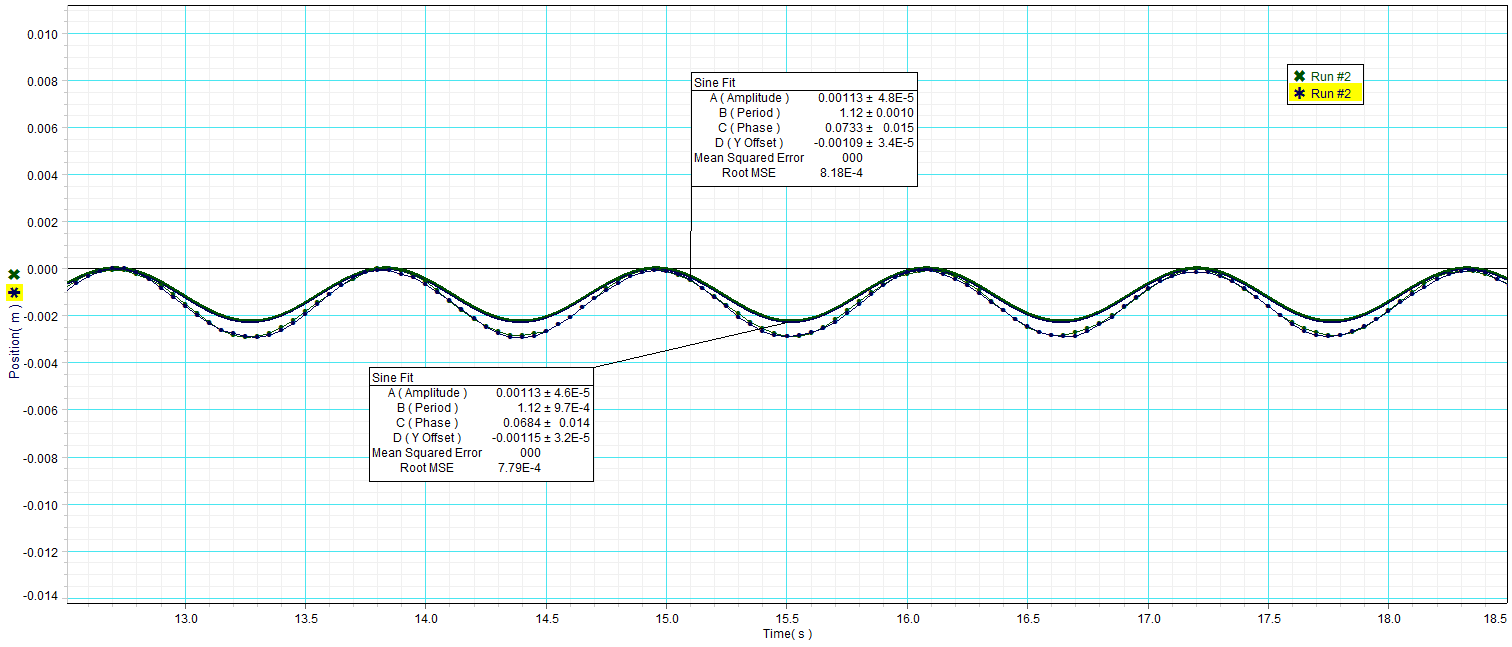 0.010
0.008
0.006
0.004
0.002
0.000
-0.002
-0.004
-0.006
-0.008
-0.010
-0.012
-0.014
Position( m )
✖ Run #2
✱ Run #2
Sine Fit
A ( Amplitude ) 0.00113 ± 4.8E-5
B ( Period ) 1.12 ± 0.0010
C ( Phase ) 0.0733 ± 0.015
D ( Y Offset ) -0.00109 ± 3.4E-5
Mean Squared Error 000
Root MSE 8.18E-4
Sine Fit
A ( Amplitude ) 0.00113 ± 4.6E-5
B ( Period ) 1.12 ± 9.7E-4
C ( Phase ) 0.0684 ± 0.014
D ( Y Offset ) -0.00115 ± 3.2E-5
Mean Squared Error 000
Root MSE 7.79E-4
13.0 13.5 14.0 14.5 15.0 15.5 16.0 16.5 17.0 17.5 18.0 18.5
Time( s )